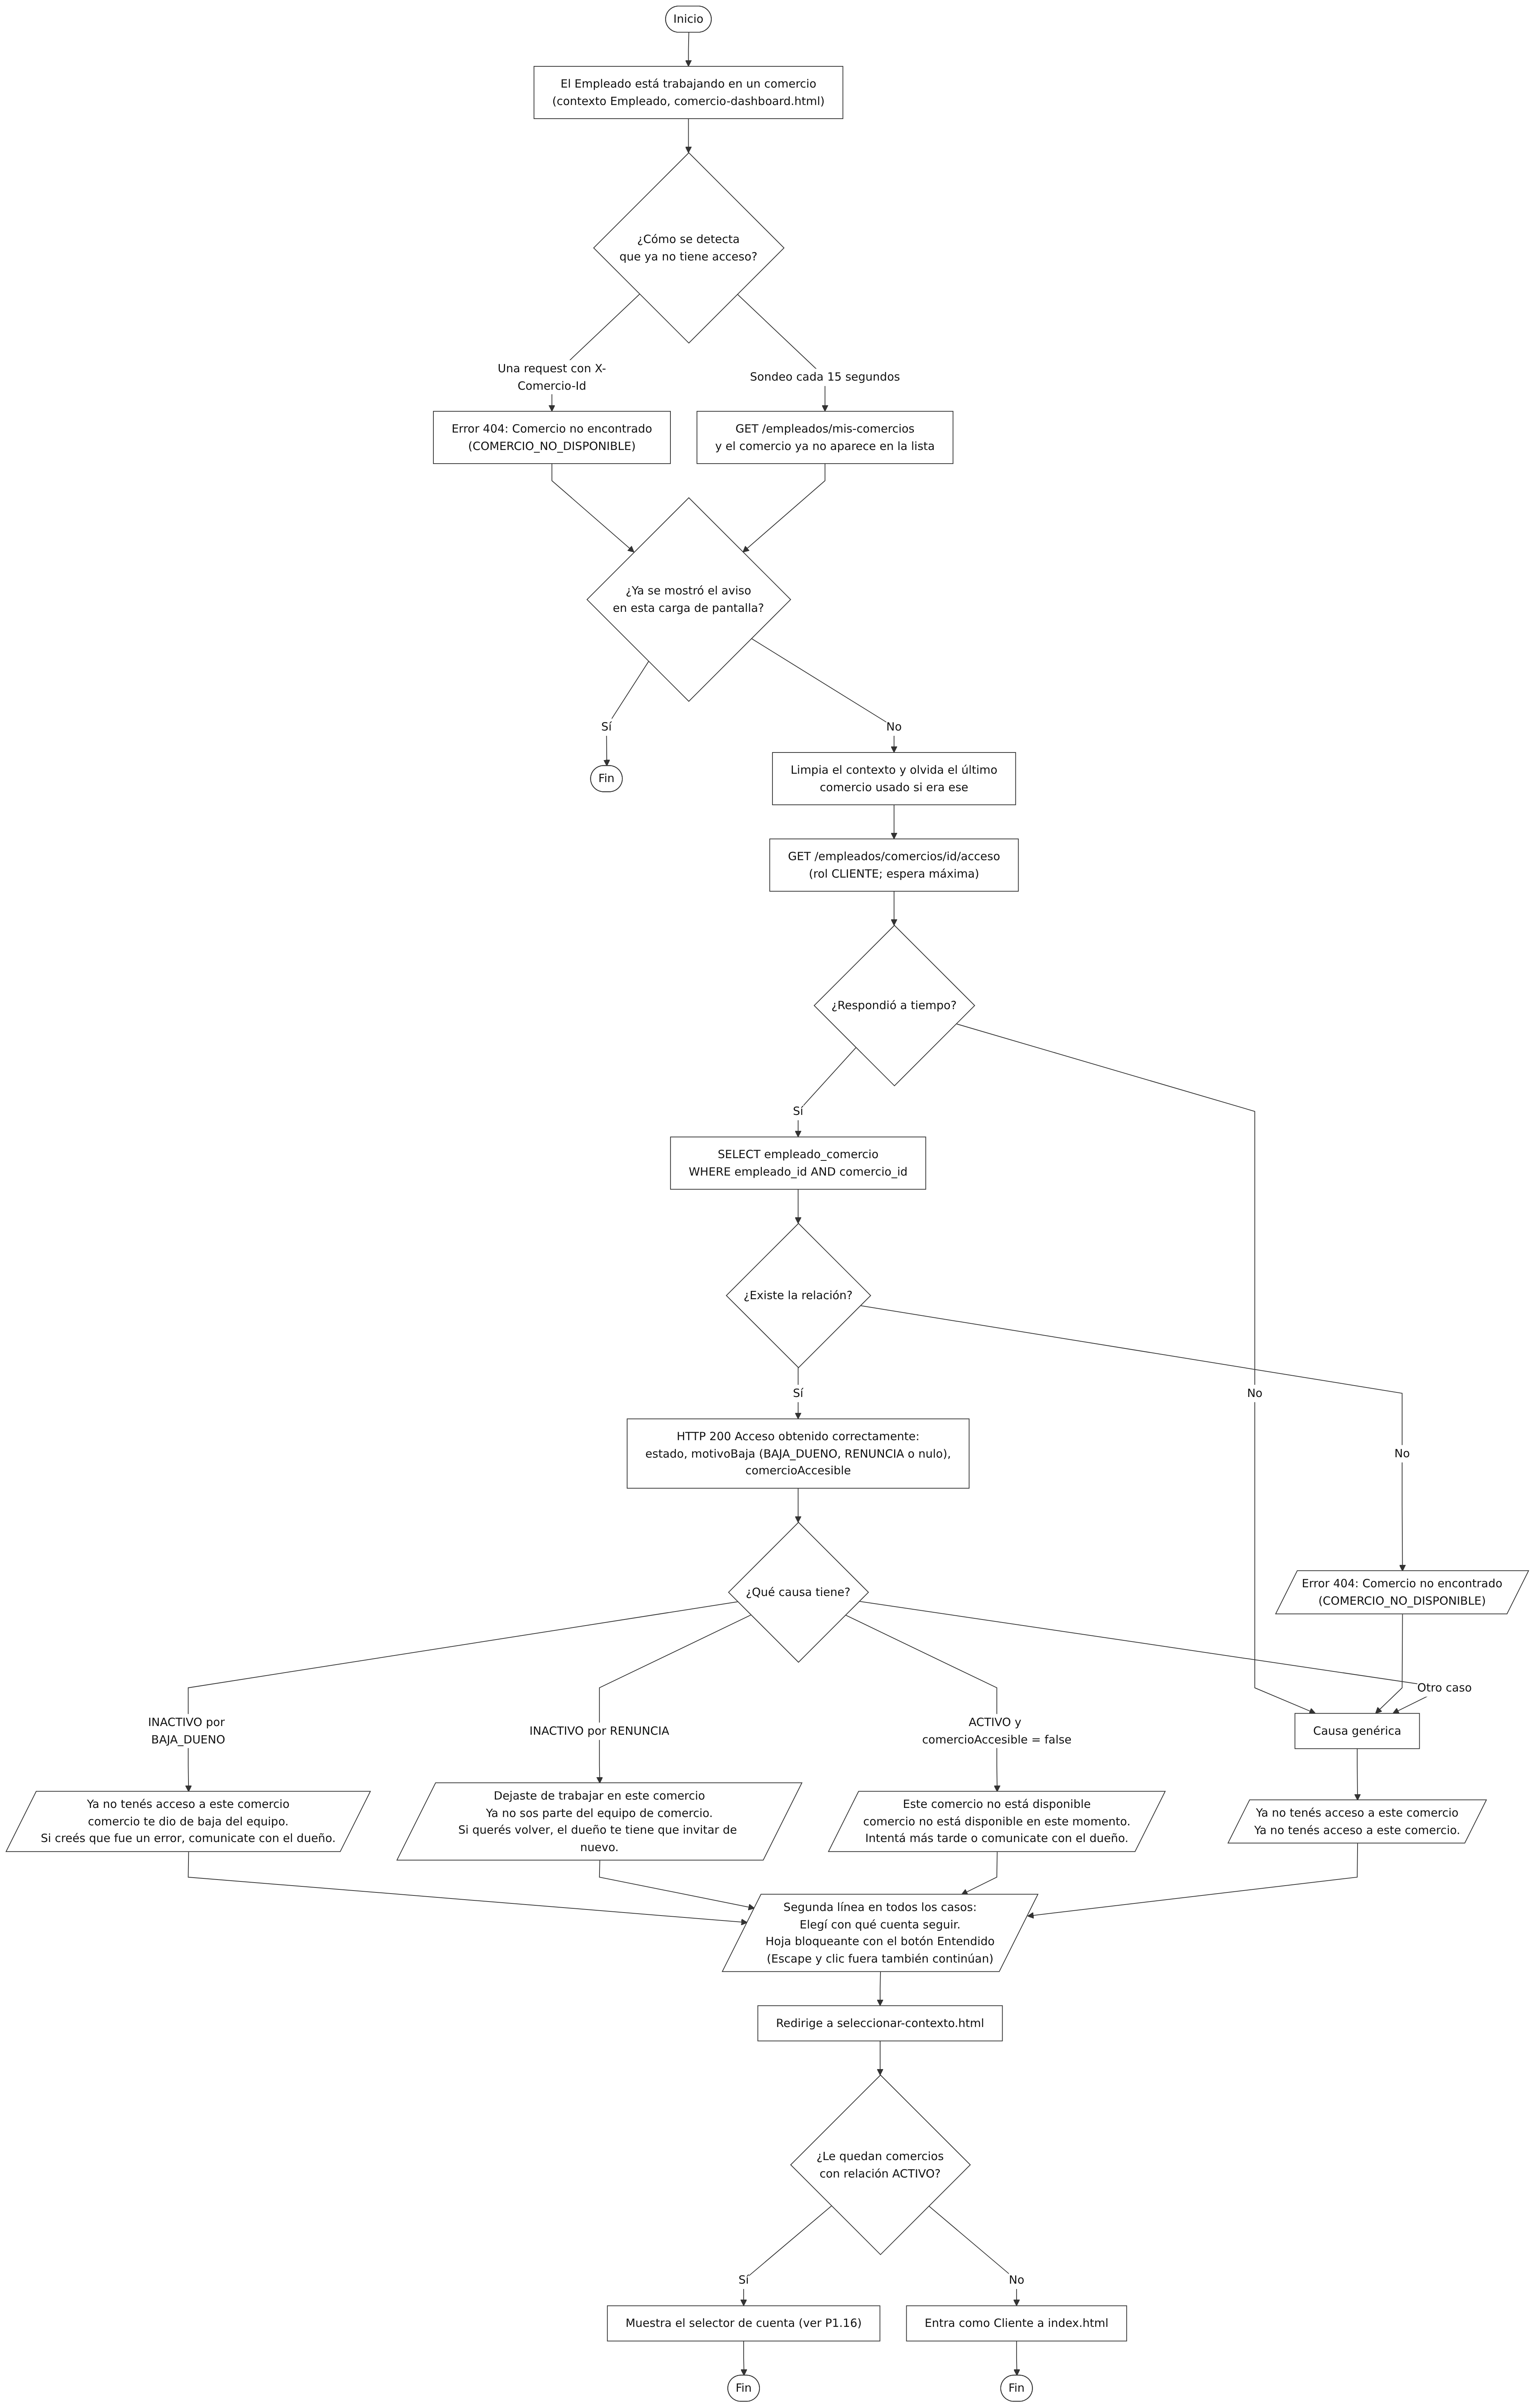 Inicio
El Empleado está trabajando en un comercio
(contexto Empleado, comercio-dashboard.html)
¿Cómo se detecta
que ya no tiene acceso?
Una request con X-
Comercio-Id
Sondeo cada 15 segundos
Error 404: Comercio no encontrado
(COMERCIO_NO_DISPONIBLE)
GET /empleados/mis-comercios
y el comercio ya no aparece en la lista
¿Ya se mostró el aviso
en esta carga de pantalla?
Sí
No
Fin
Limpia el contexto y olvida el último
comercio usado si era ese
GET /empleados/comercios/id/acceso
(rol CLIENTE; espera máxima)
¿Respondió a tiempo?
Sí
SELECT empleado_comercio
WHERE empleado_id AND comercio_id
¿Existe la relación?
Sí
No
No
HTTP 200 Acceso obtenido correctamente:
estado, motivoBaja (BAJA_DUENO, RENUNCIA o nulo),
comercioAccesible
¿Qué causa tiene?
Error 404: Comercio no encontrado
(COMERCIO_NO_DISPONIBLE)
Otro caso
INACTIVO por
BAJA_DUENO
INACTIVO por RENUNCIA
ACTIVO y
comercioAccesible = false
Causa genérica
Ya no tenés acceso a este comercio
comercio te dio de baja del equipo.
Si creés que fue un error, comunicate con el dueño.
Dejaste de trabajar en este comercio
Ya no sos parte del equipo de comercio.
Si querés volver, el dueño te tiene que invitar de
nuevo.
Este comercio no está disponible
comercio no está disponible en este momento.
Intentá más tarde o comunicate con el dueño.
Ya no tenés acceso a este comercio
Ya no tenés acceso a este comercio.
Segunda línea en todos los casos:
Elegí con qué cuenta seguir.
Hoja bloqueante con el botón Entendido
(Escape y clic fuera también continúan)
Redirige a seleccionar-contexto.html
¿Le quedan comercios
con relación ACTIVO?
Sí
No
Muestra el selector de cuenta (ver P1.16)
Entra como Cliente a index.html
Fin
Fin